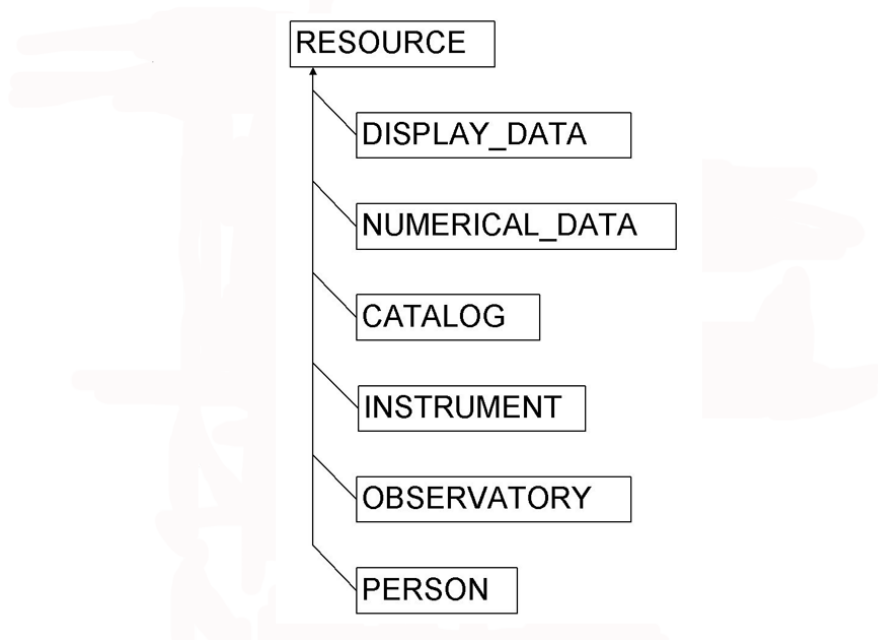 RESOURCE
DISPLAY_DATA
NUMERICAL_DATA
CATALOG
INSTRUMENT
OBSERVATORY
PERSON